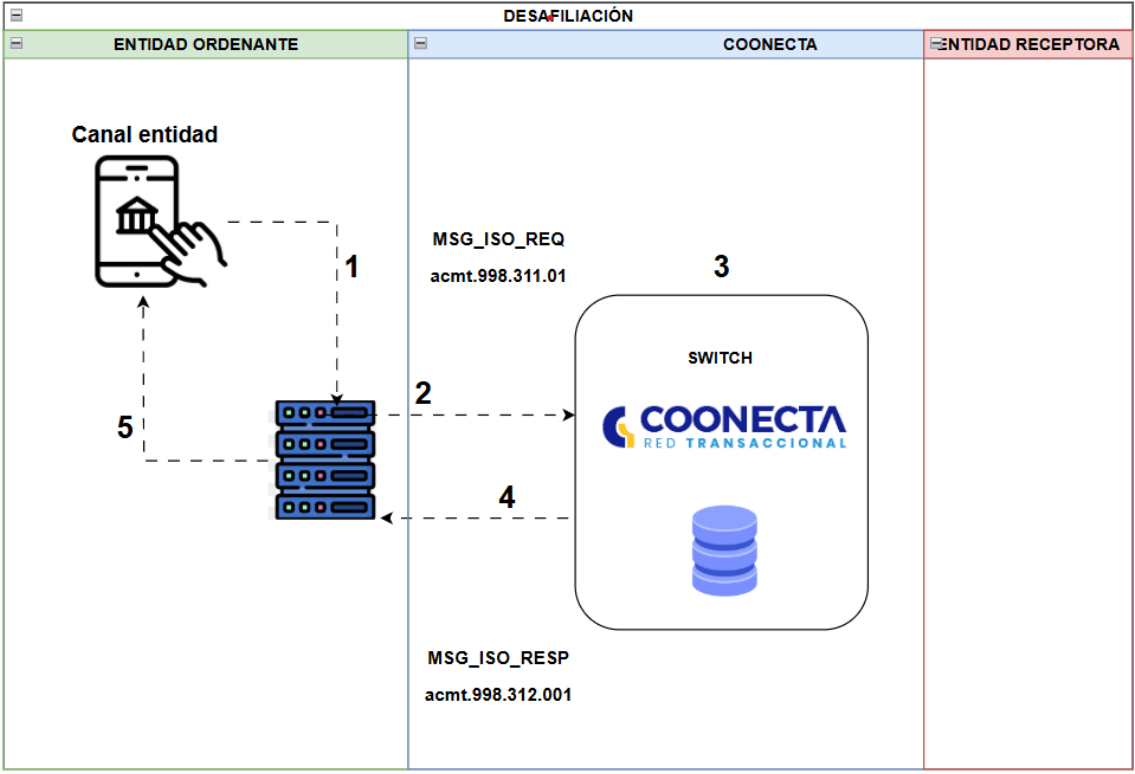 DESAFILIACIÓN
ENTIDAD ORDENANTE
COONECTA
ENTIDAD RECEPTORA
Canal entidad
MSG_ISO_REQ
acmt.998.311.01
1
3
SWITCH
2
COONECTA
RED TRANSACCIONAL
5
4
MSG_ISO_RESP
acmt.998.312.001